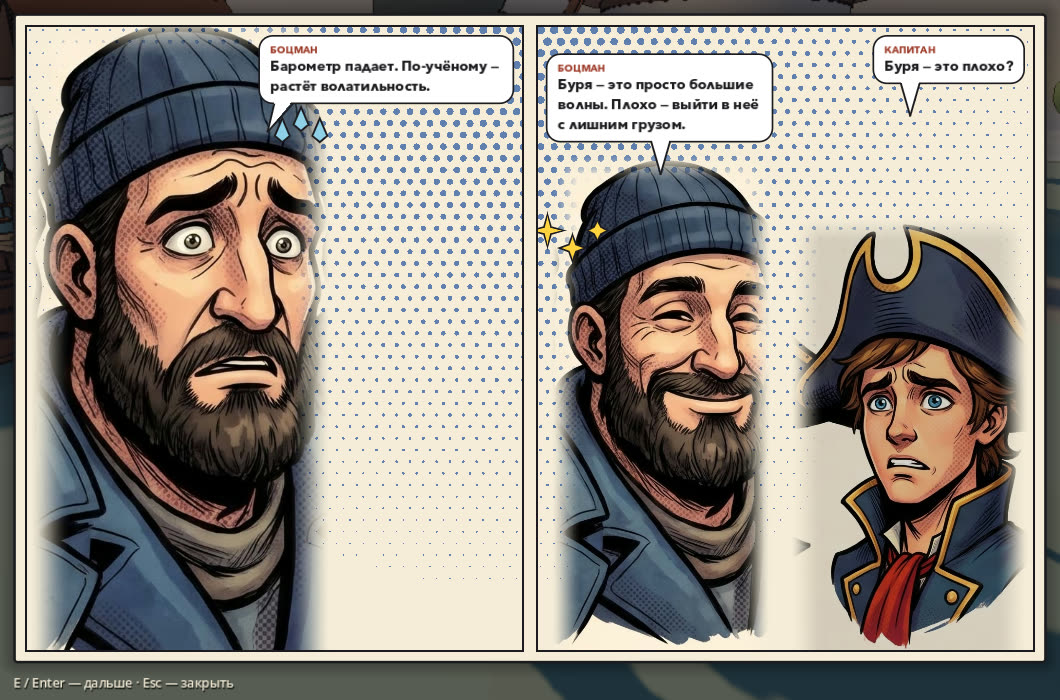 БОЦМАН
Барометр падает. По-учёному –
растёт волатильность.
БОЦМАН
Буря – это просто большие
волны. Плохо – выйти в неё
с лишним грузом.
КАПИТАН
Буря – это плохо?
E / Enter — дальше · Esc — закрыть